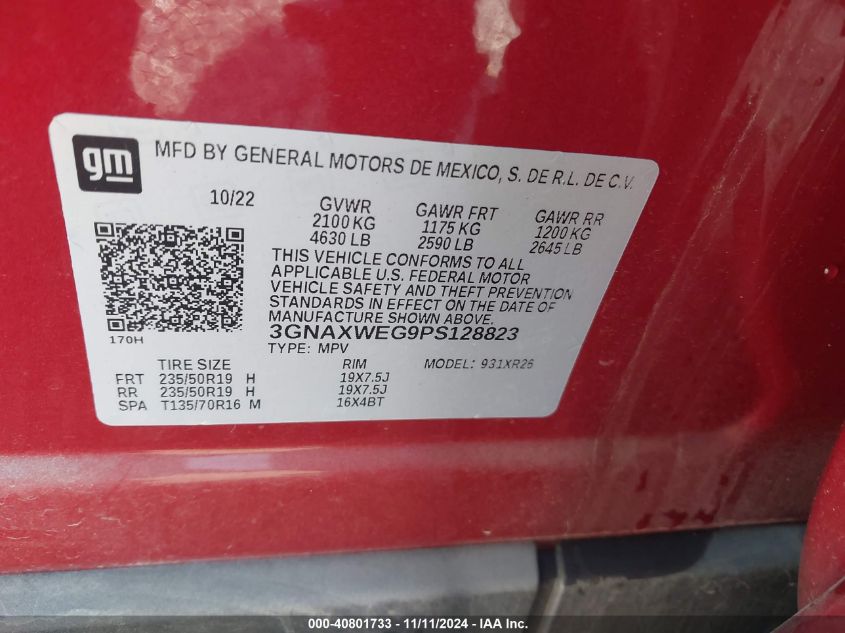 gm
MFD BY GENERAL MOTORS DE MEXICO, S. DE R.L. DE C.V.
10/22
GVWR GAWR FRT GAWR RR
2100 KG 1175 KG 1200 KG
4630 LB 2590 LB 2645 LB
THIS VEHICLE CONFORMS TO ALL
APPLICABLE U.S. FEDERAL MOTOR
VEHICLE SAFETY AND THEFT PREVENTION
STANDARDS IN EFFECT ON THE DATE OF
MANUFACTURE SHOWN ABOVE.
3GNAXWEG9PS128823
170H
TYPE: MPV MODEL: 931XR26
TIRE SIZE RIM
FRT 235/50R19 H 19X7.5J
RR 235/50R19 H 19X7.5J
SPA T135/70R16 M 16X4BT
000-40801733 - 11/11/2024 - IAA Inc.